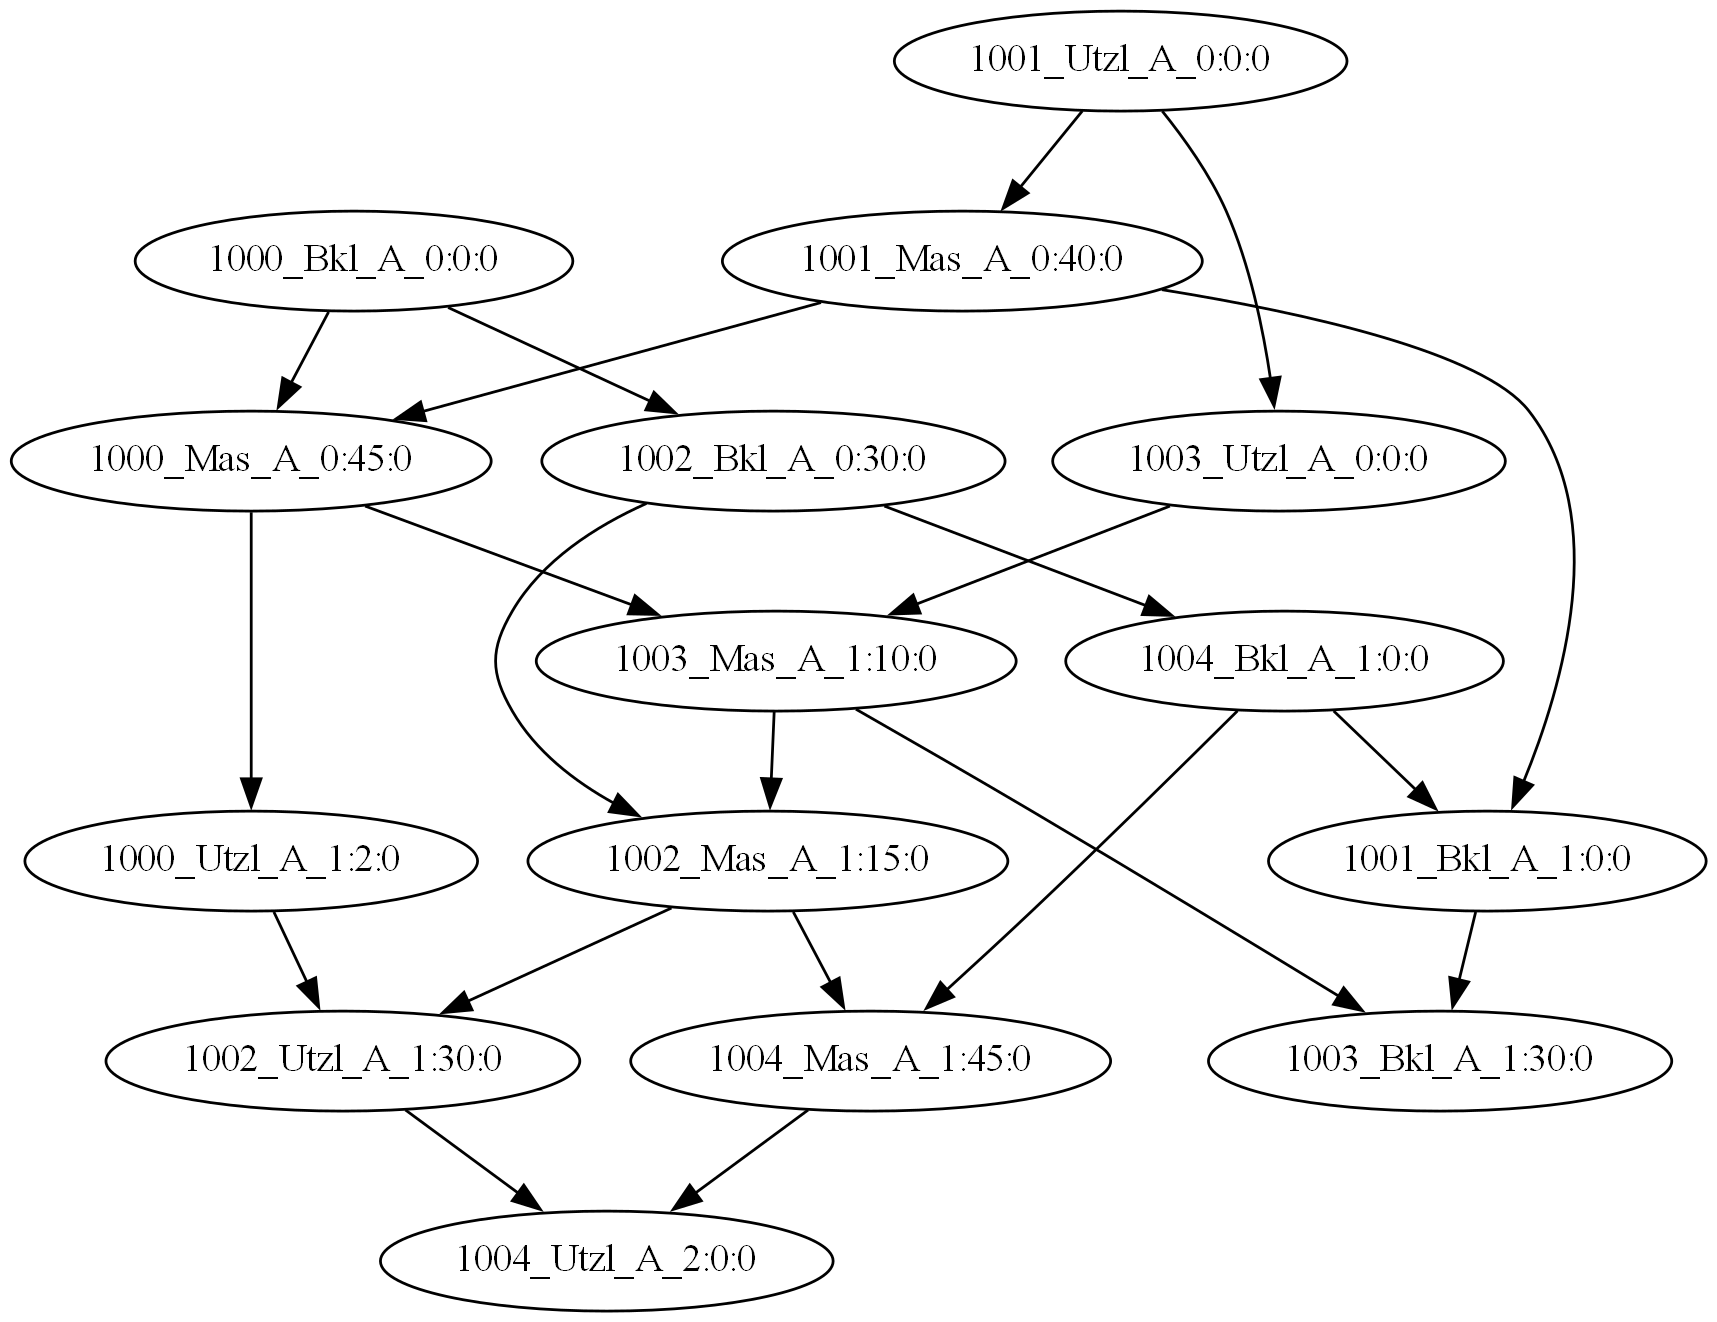 1001_Utzl_A_0:0:0
1000_Bkl_A_0:0:0
1001_Mas_A_0:40:0
1000_Mas_A_0:45:0
1002_Bkl_A_0:30:0
1003_Utzl_A_0:0:0
1003_Mas_A_1:10:0
1004_Bkl_A_1:0:0
1000_Utzl_A_1:2:0
1002_Mas_A_1:15:0
1001_Bkl_A_1:0:0
1002_Utzl_A_1:30:0
1004_Mas_A_1:45:0
1003_Bkl_A_1:30:0
1004_Utzl_A_2:0:0